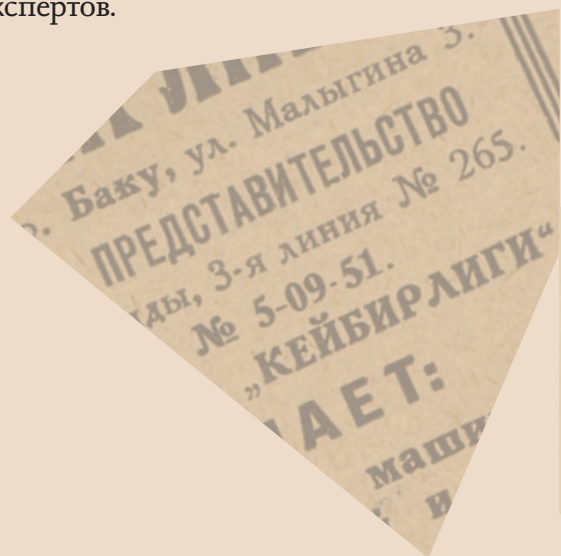 кспертов.
Баку, ул. Малыгина 3.
ПРЕДСТАВИТЕЛЬСТВО
3-я линия № 265.
№ 5-09-51.
„КЕЙБИРЛИГИ“
АЕТ:
маши
и